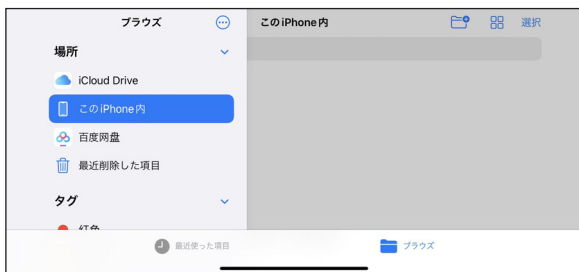 ブラウズ
このiPhone内
選択
場所
iCloud Drive
このiPhone内
百度网盘
最近削除した項目
タグ
紅色
最近使った項目
ブラウズ